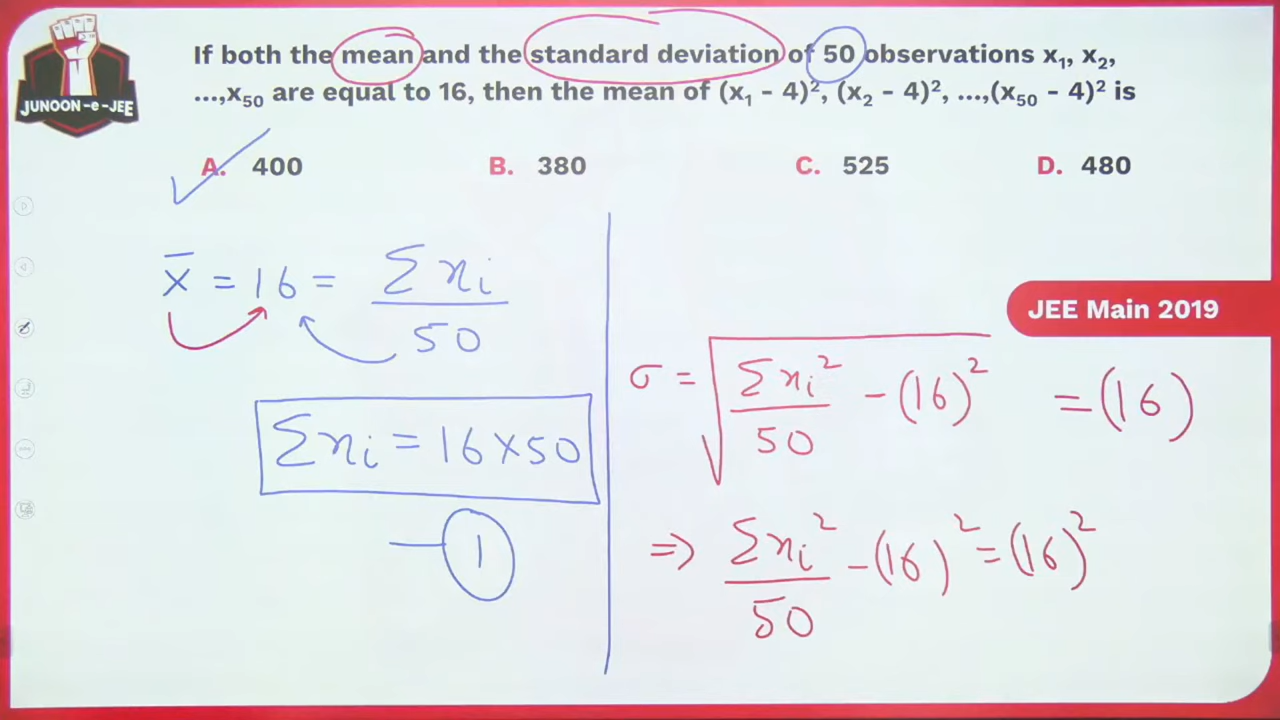 JUNOON-e-JEE
If both the mean and the standard deviation of 50 observations x₁, x₂,
...,x₅₀ are equal to 16, then the mean of (x₁ - 4)², (x₂ - 4)², ...,(x₅₀ - 4)² is
A. 400 B. 380 C. 525 D. 480
x̄ = 16 = Σxi / 50
Σxi = 16×50
— 1
JEE Main 2019
σ = √(Σxi² / 50 - (16)²) = (16)
⇒ Σxi² / 50 - (16)² = (16)²